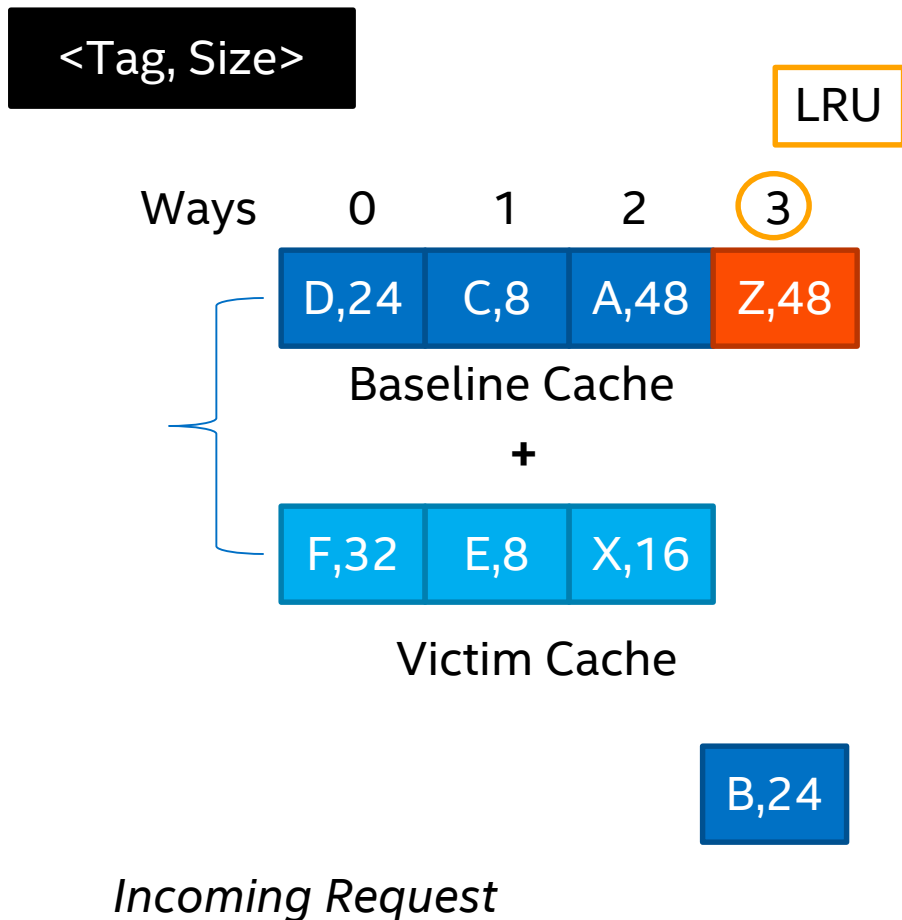 <Tag, Size>
LRU
Ways 0 1 2 3
D,24 C,8 A,48 Z,48
Baseline Cache
+
F,32 E,8 X,16
Victim Cache
B,24
Incoming Request